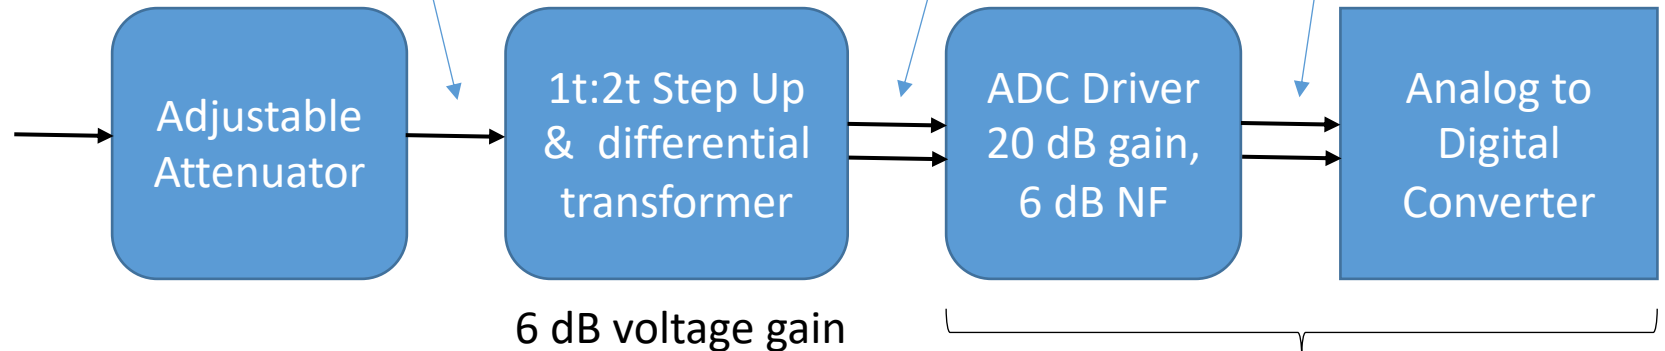 Adjustable
Attenuator
1t:2t Step Up
& differential
transformer
ADC Driver
20 dB gain,
6 dB NF
Analog to
Digital
Converter
6 dB voltage gain